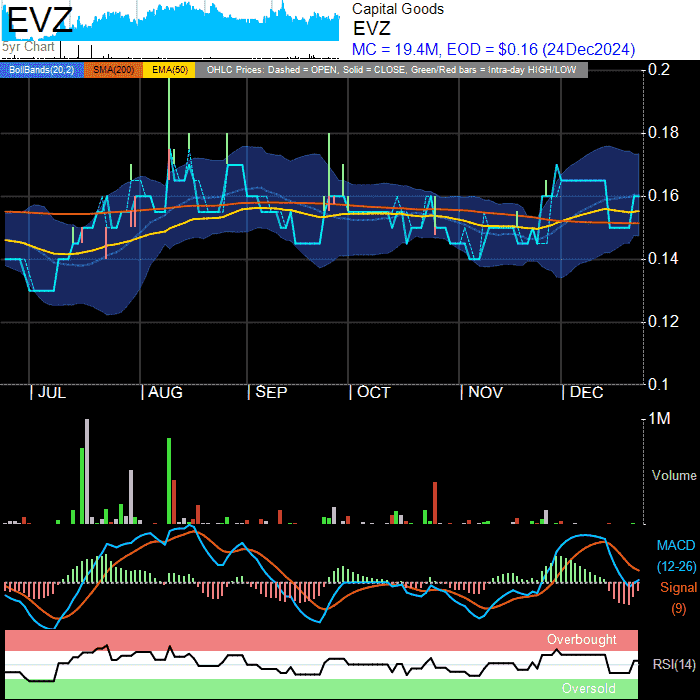 EVZ
5yr Chart
Capital Goods
EVZ
MC = 19.4M, EOD = $0.16 (24Dec2024)
BollBands(20,2) SMA(200) EMA(50) OHLC Prices: Dashed = OPEN, Solid = CLOSE, Green/Red bars = Intra-day HIGH/LOW
0.2
0.18
0.16
0.14
0.12
0.1
JUL AUG SEP OCT NOV DEC
1M
Volume
MACD
(12-26)
Signal
(9)
Overbought
RSI(14)
Oversold